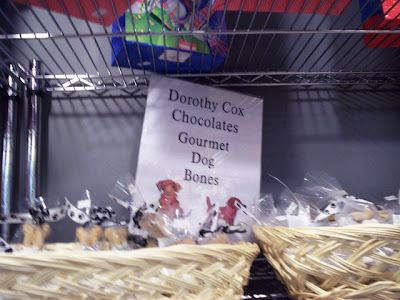 Dorothy Cox
Chocolates
Gourmet
Dog
Bones